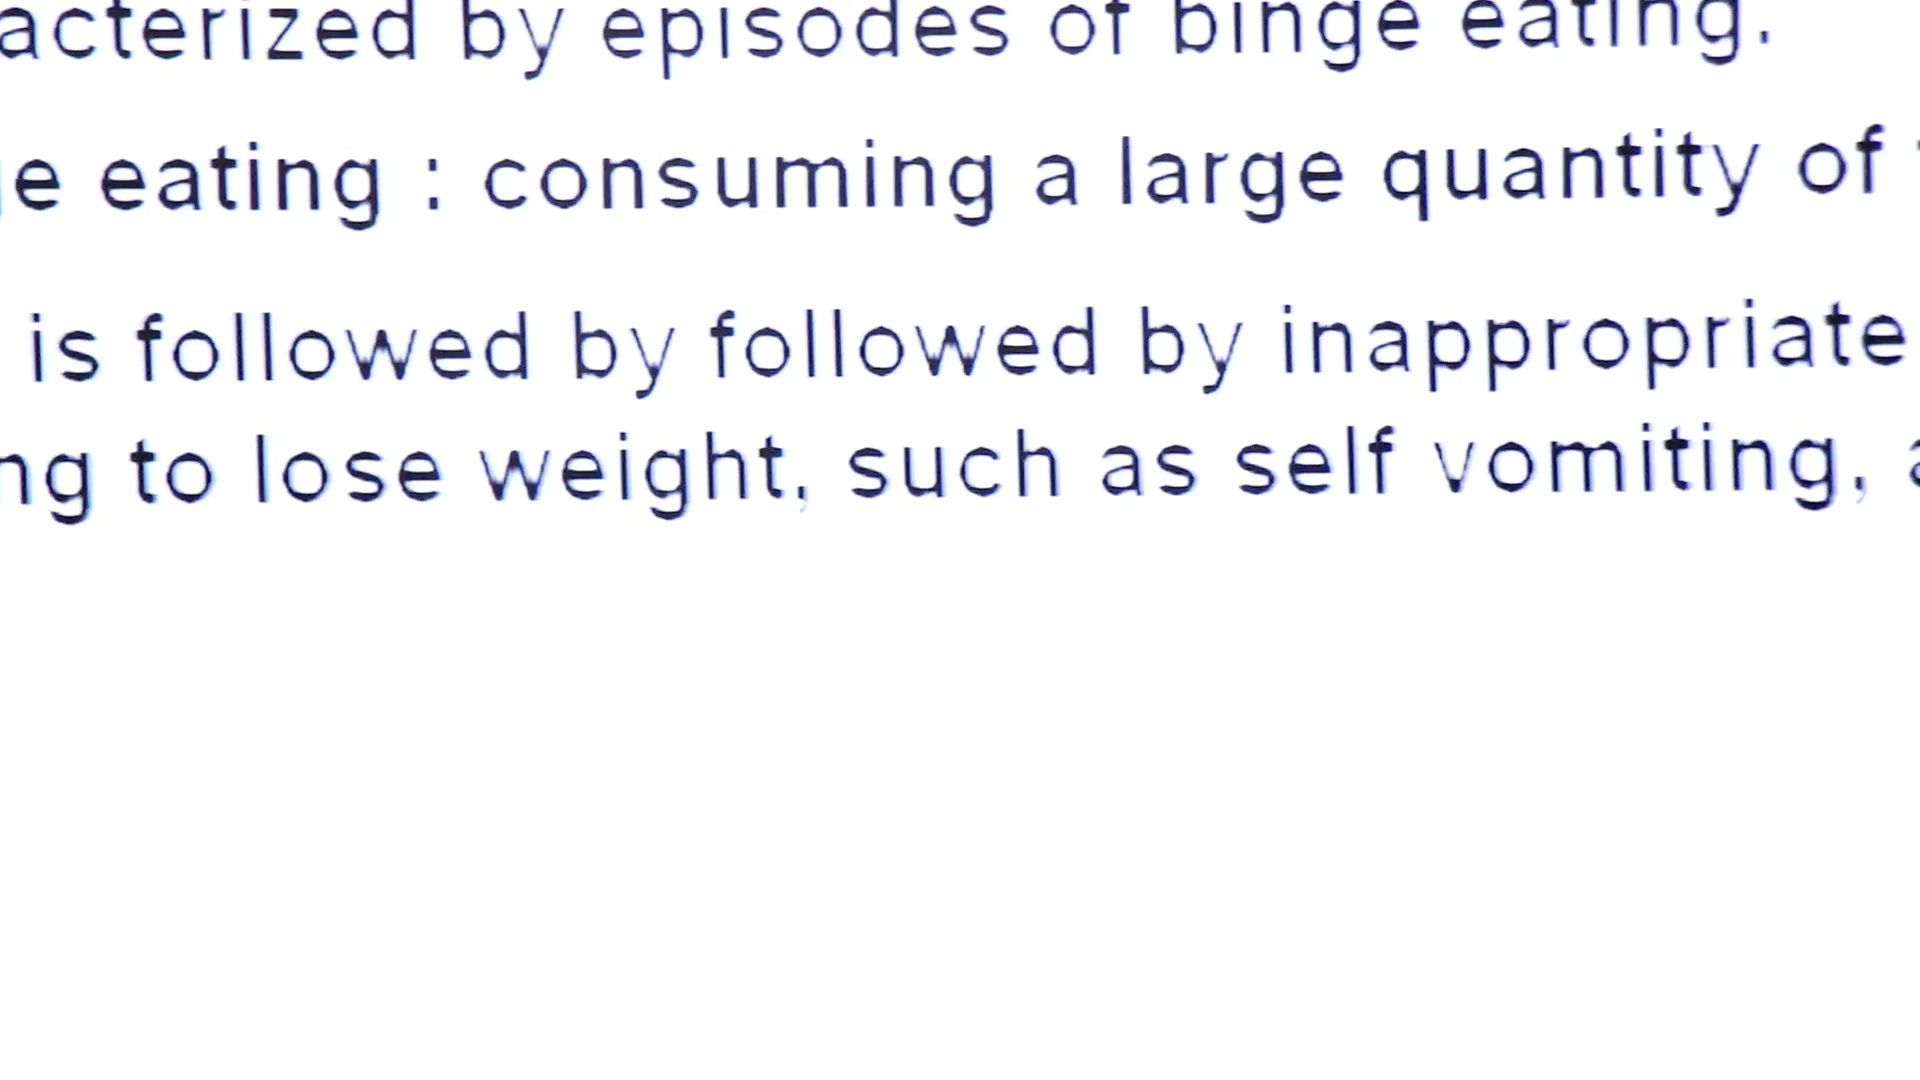 acterized by episodes of binge eating.
e eating : consuming a large quantity of
is followed by followed by inappropriate
ng to lose weight, such as self vomiting,